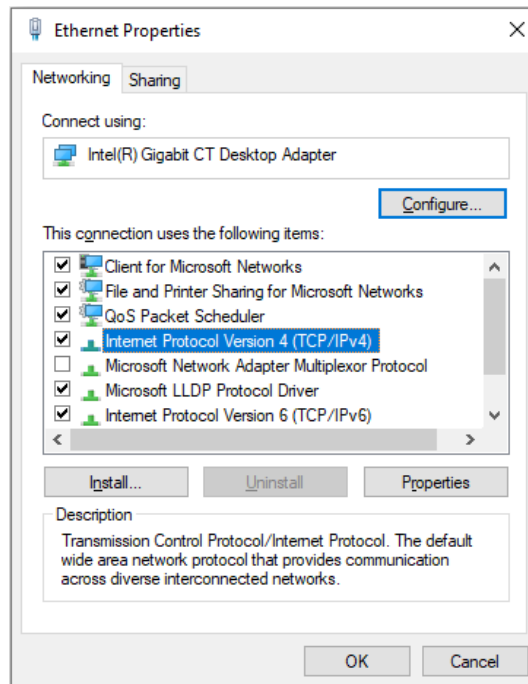 Ethernet Properties
Networking
Sharing
Connect using:
Intel(R) Gigabit CT Desktop Adapter
Configure...
This connection uses the following items:
Client for Microsoft Networks
File and Printer Sharing for Microsoft Networks
QoS Packet Scheduler
Internet Protocol Version 4 (TCP/IPv4)
Microsoft Network Adapter Multiplexor Protocol
Microsoft LLDP Protocol Driver
Internet Protocol Version 6 (TCP/IPv6)
Install...
Uninstall
Properties
Description
Transmission Control Protocol/Internet Protocol. The default
wide area network protocol that provides communication
across diverse interconnected networks.
OK
Cancel